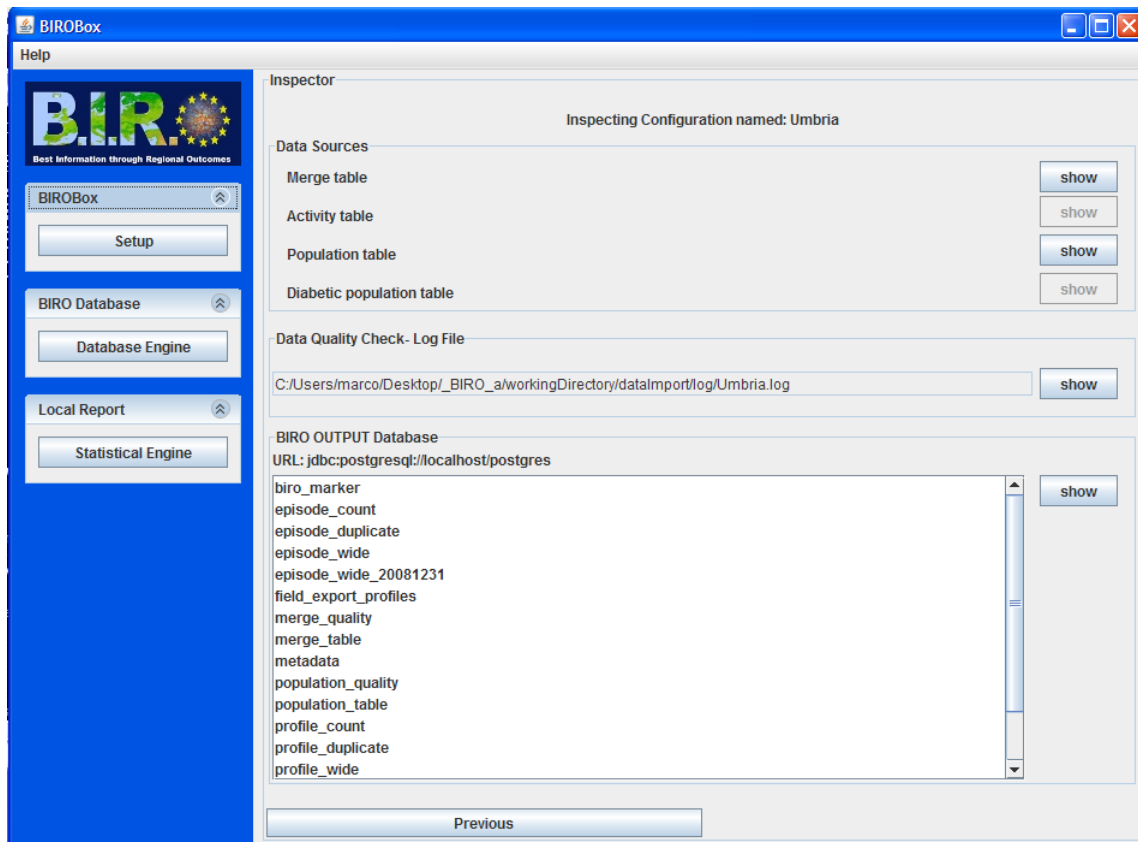 BIROBox
Help
B.I.R.O
Best Information through Regional Outcomes
BIROBox
Setup
BIRO Database
Database Engine
Local Report
Statistical Engine
Inspector
Inspecting Configuration named: Umbria
Data Sources
Merge table show
Activity table show
Population table show
Diabetic population table show
Data Quality Check- Log File
C:/Users/marco/Desktop/_BIRO_a/workingDirectory/dataImport/log/Umbria.log show
BIRO OUTPUT Database
URL: jdbc:postgresql://localhost/postgres
show
biro_marker
episode_count
episode_duplicate
episode_wide
episode_wide_20081231
field_export_profiles
merge_quality
merge_table
metadata
population_quality
population_table
profile_count
profile_duplicate
profile_wide
Previous